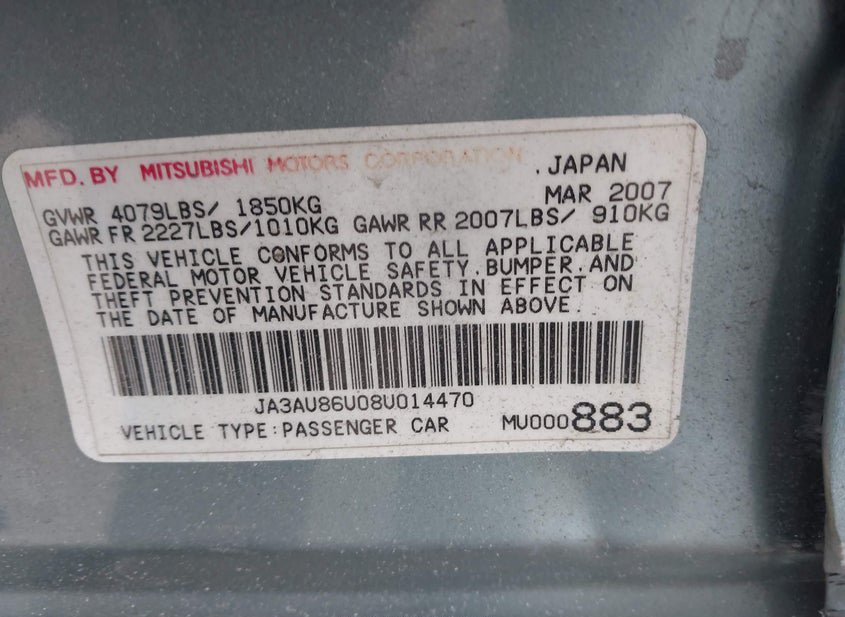 MFD. BY MITSUBISHI MOTORS CORPORATION . JAPAN
MAR 2007
GVWR 4079LBS/ 1850KG
GAWR FR 2227LBS/1010KG GAWR RR 2007LBS/ 910KG
THIS VEHICLE CONFORMS TO ALL APPLICABLE
FEDERAL MOTOR VEHICLE SAFETY.BUMPER.AND
THEFT PREVENTION STANDARDS IN EFFECT ON
THE DATE OF MANUFACTURE SHOWN ABOVE.
JA3AU86U08U014470
VEHICLE TYPE:PASSENGER CAR MU000883